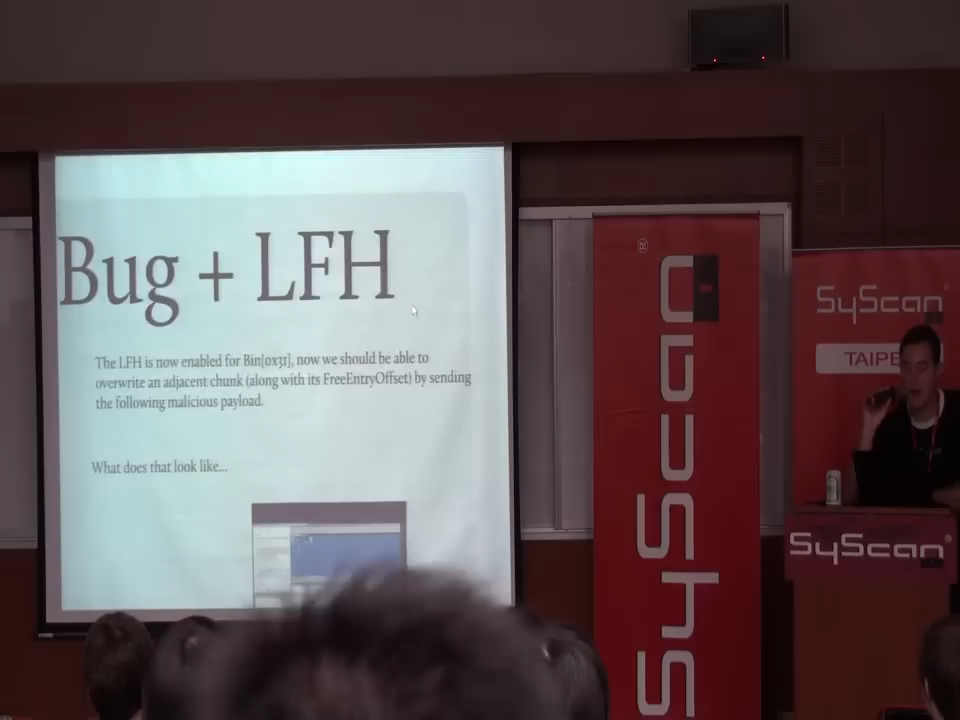 Bug + LFH
The LFH is now enabled for Bin[0x31], now we should be able to
overwrite an adjacent chunk (along with its FreeEntryOffset) by sending
the following malicious payload.
What does that look like...
SyScan®
SyScan
TAIPE
SyScan®